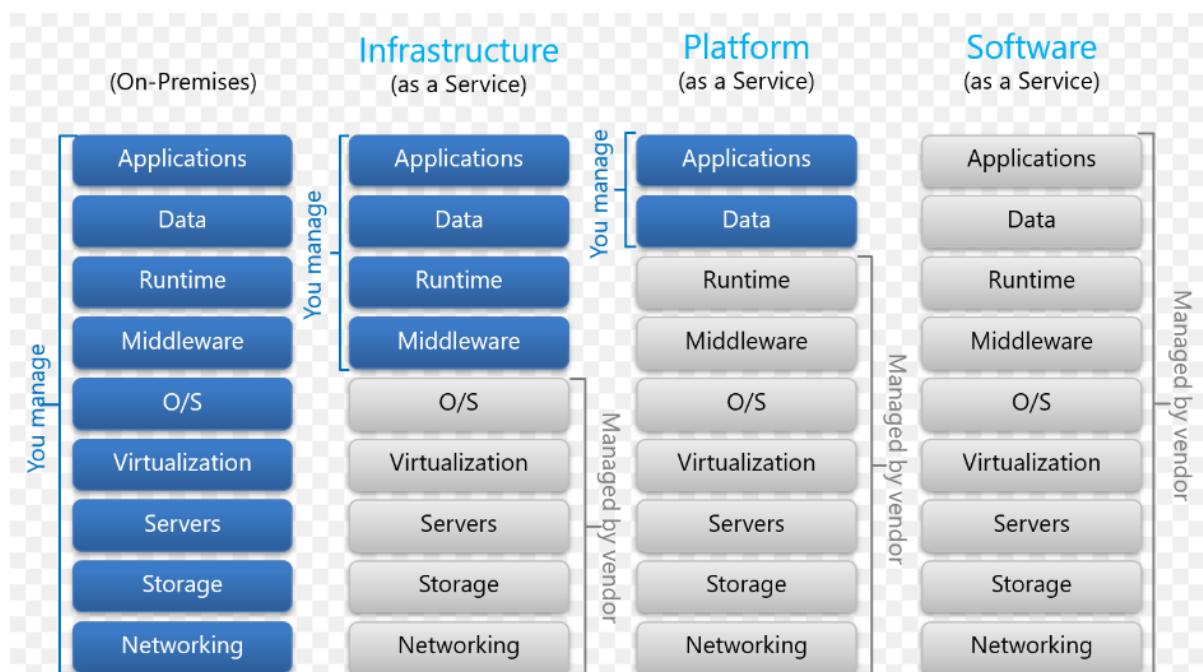 (On-Premises)
Infrastructure
(as a Service)
Platform
(as a Service)
Software
(as a Service)
You manage
Applications
Data
Runtime
Middleware
O/S
Virtualization
Servers
Storage
Networking
You manage
Applications
Data
Runtime
Middleware
O/S
Virtualization
Servers
Storage
Networking
Managed by vendor
You manage
Applications
Data
Runtime
Middleware
O/S
Virtualization
Servers
Storage
Networking
Managed by vendor
Applications
Data
Runtime
Middleware
O/S
Virtualization
Servers
Storage
Networking
Managed by vendor